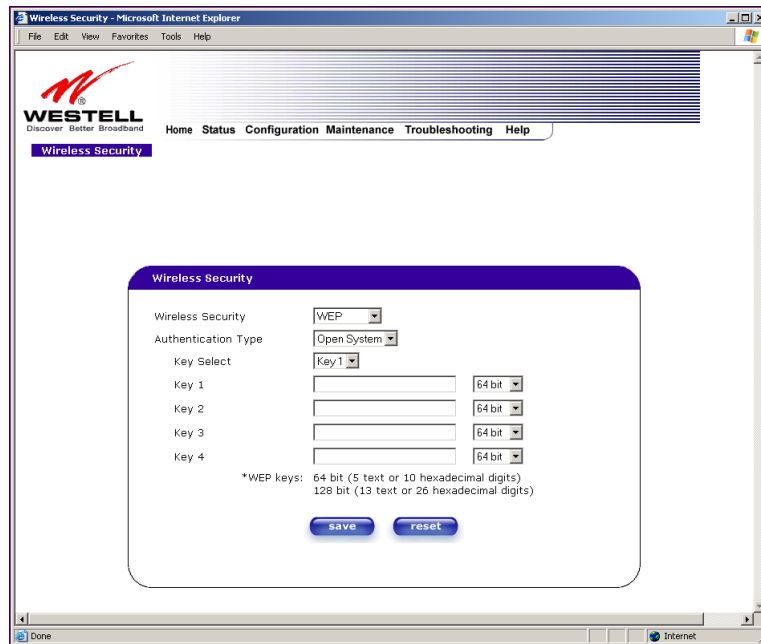 Wireless Security - Microsoft Internet Explorer
File Edit View Favorites Tools Help
WESTELL
®
Discover Better Broadband
Home Status Configuration Maintenance Troubleshooting Help
Wireless Security
Wireless Security
Wireless Security WEP
Authentication Type Open System
Key Select Key 1
Key 1 64 bit
Key 2 64 bit
Key 3 64 bit
Key 4 64 bit
*WEP keys: 64 bit (5 text or 10 hexadecimal digits)
128 bit (13 text or 26 hexadecimal digits)
save reset
Done Internet